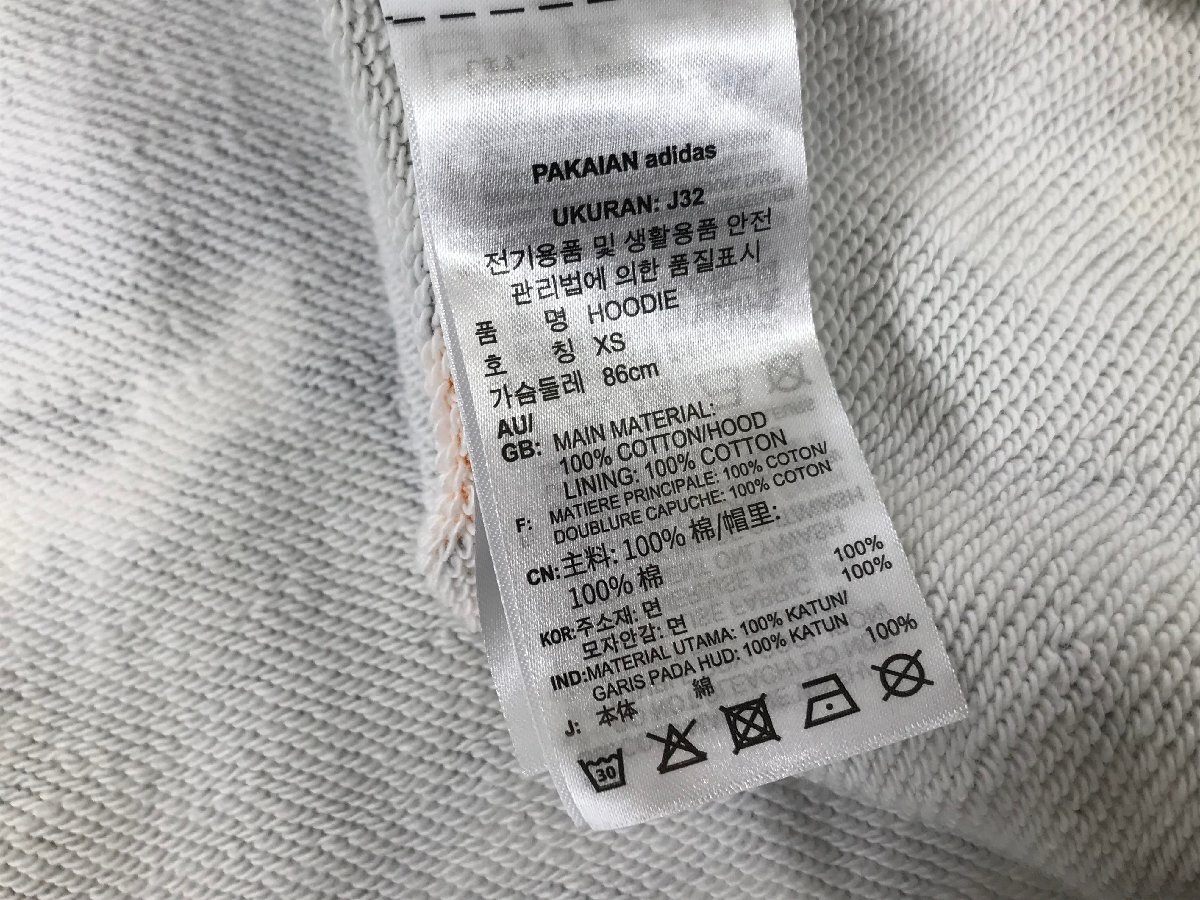 PAKAIAN adidas
UKURAN: J32
전기용품 및 생활용품 안전
관리법에 의한 품질표시
품 명 HOODIE
호 칭 XS
가슴둘레 86cm
AU/
GB: MAIN MATERIAL:
100% COTTON/HOOD
LINING: 100% COTTON
F: MATIERE PRINCIPALE: 100% COTON/
DOUBLURE CAPUCHE: 100% COTON
CN: 主料: 100% 棉/帽里:
100% 棉
KOR: 주소재: 면 100%
모자안감: 면 100%
IND: MATERIAL UTAMA: 100% KATUN/
GARIS PADA HUD: 100% KATUN
J: 本体 綿 100%
30